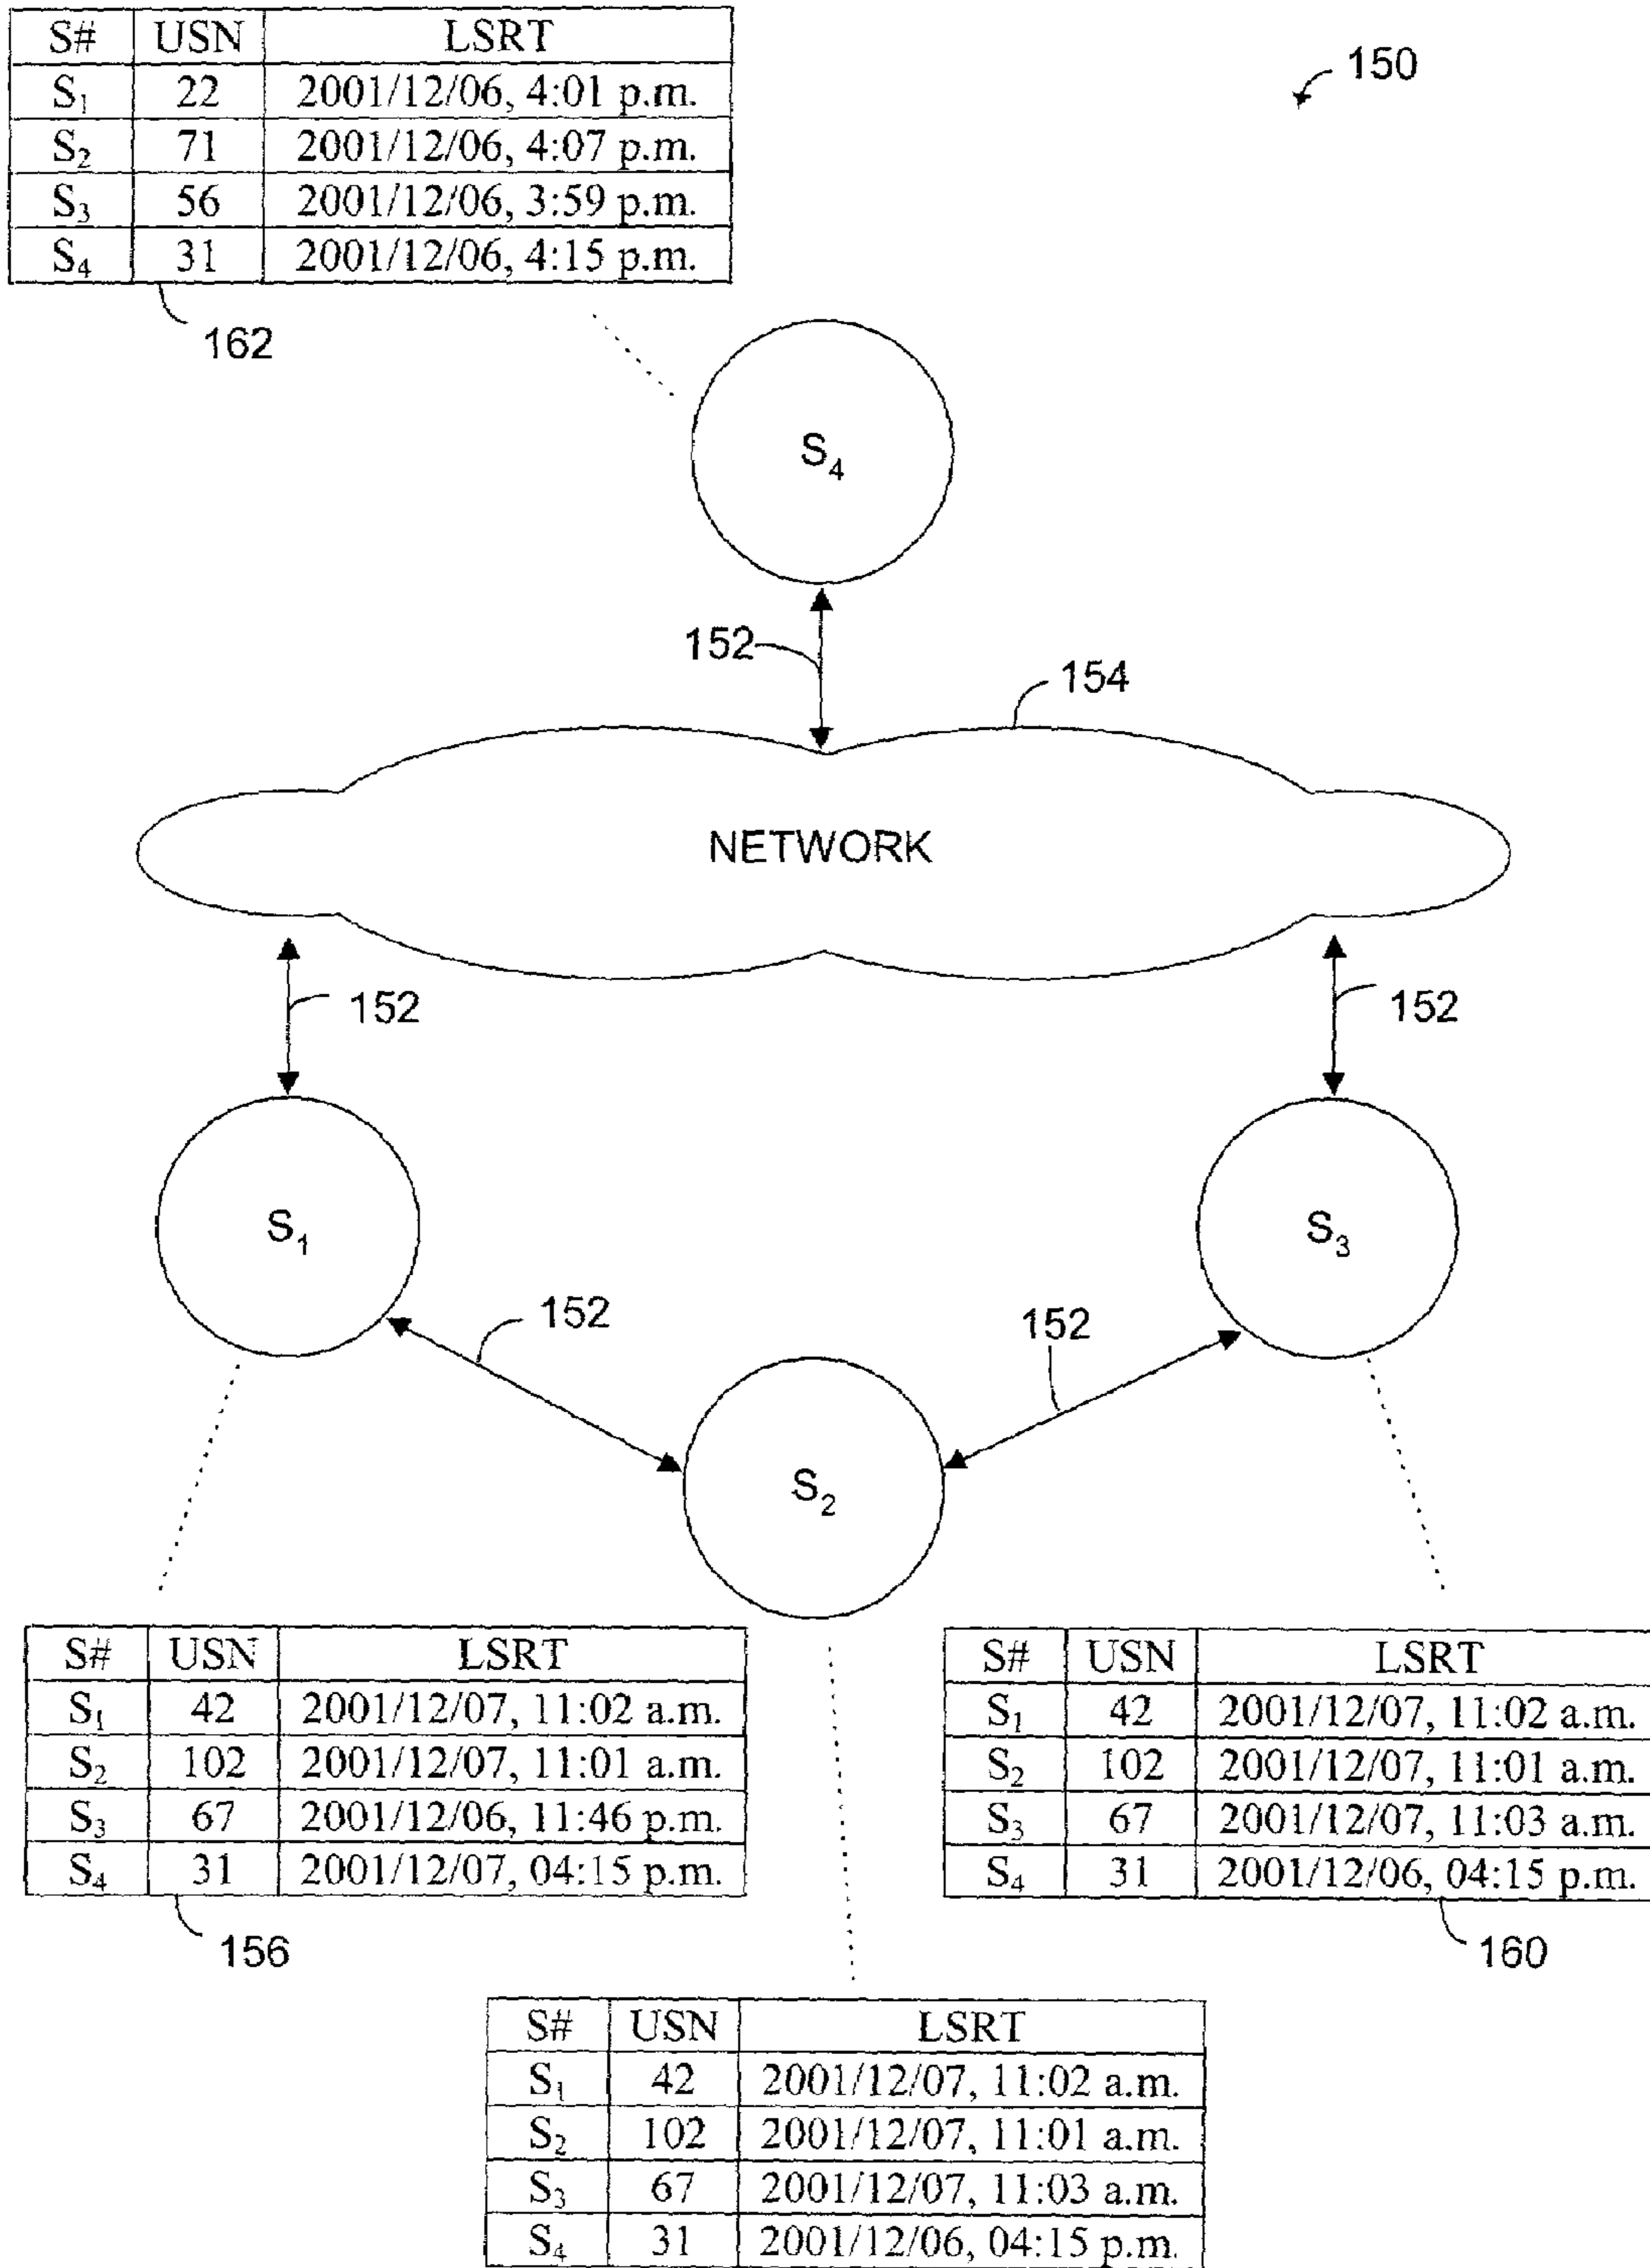 S# USN LSRT
S1 22 2001/12/06, 4:01 p.m.
S2 71 2001/12/06, 4:07 p.m.
S3 56 2001/12/06, 3:59 p.m.
S4 31 2001/12/06, 4:15 p.m.
150
162
S4
152
154
NETWORK
152
152
S1
S3
152
152
S2
S# USN LSRT
S1 42 2001/12/07, 11:02 a.m.
S2 102 2001/12/07, 11:01 a.m.
S3 67 2001/12/06, 11:46 p.m.
S4 31 2001/12/07, 04:15 p.m.
156
S# USN LSRT
S1 42 2001/12/07, 11:02 a.m.
S2 102 2001/12/07, 11:01 a.m.
S3 67 2001/12/07, 11:03 a.m.
S4 31 2001/12/06, 04:15 p.m.
160
S# USN LSRT
S1 42 2001/12/07, 11:02 a.m.
S2 102 2001/12/07, 11:01 a.m.
S3 67 2001/12/07, 11:03 a.m.
S4 31 2001/12/06, 04:15 p.m.